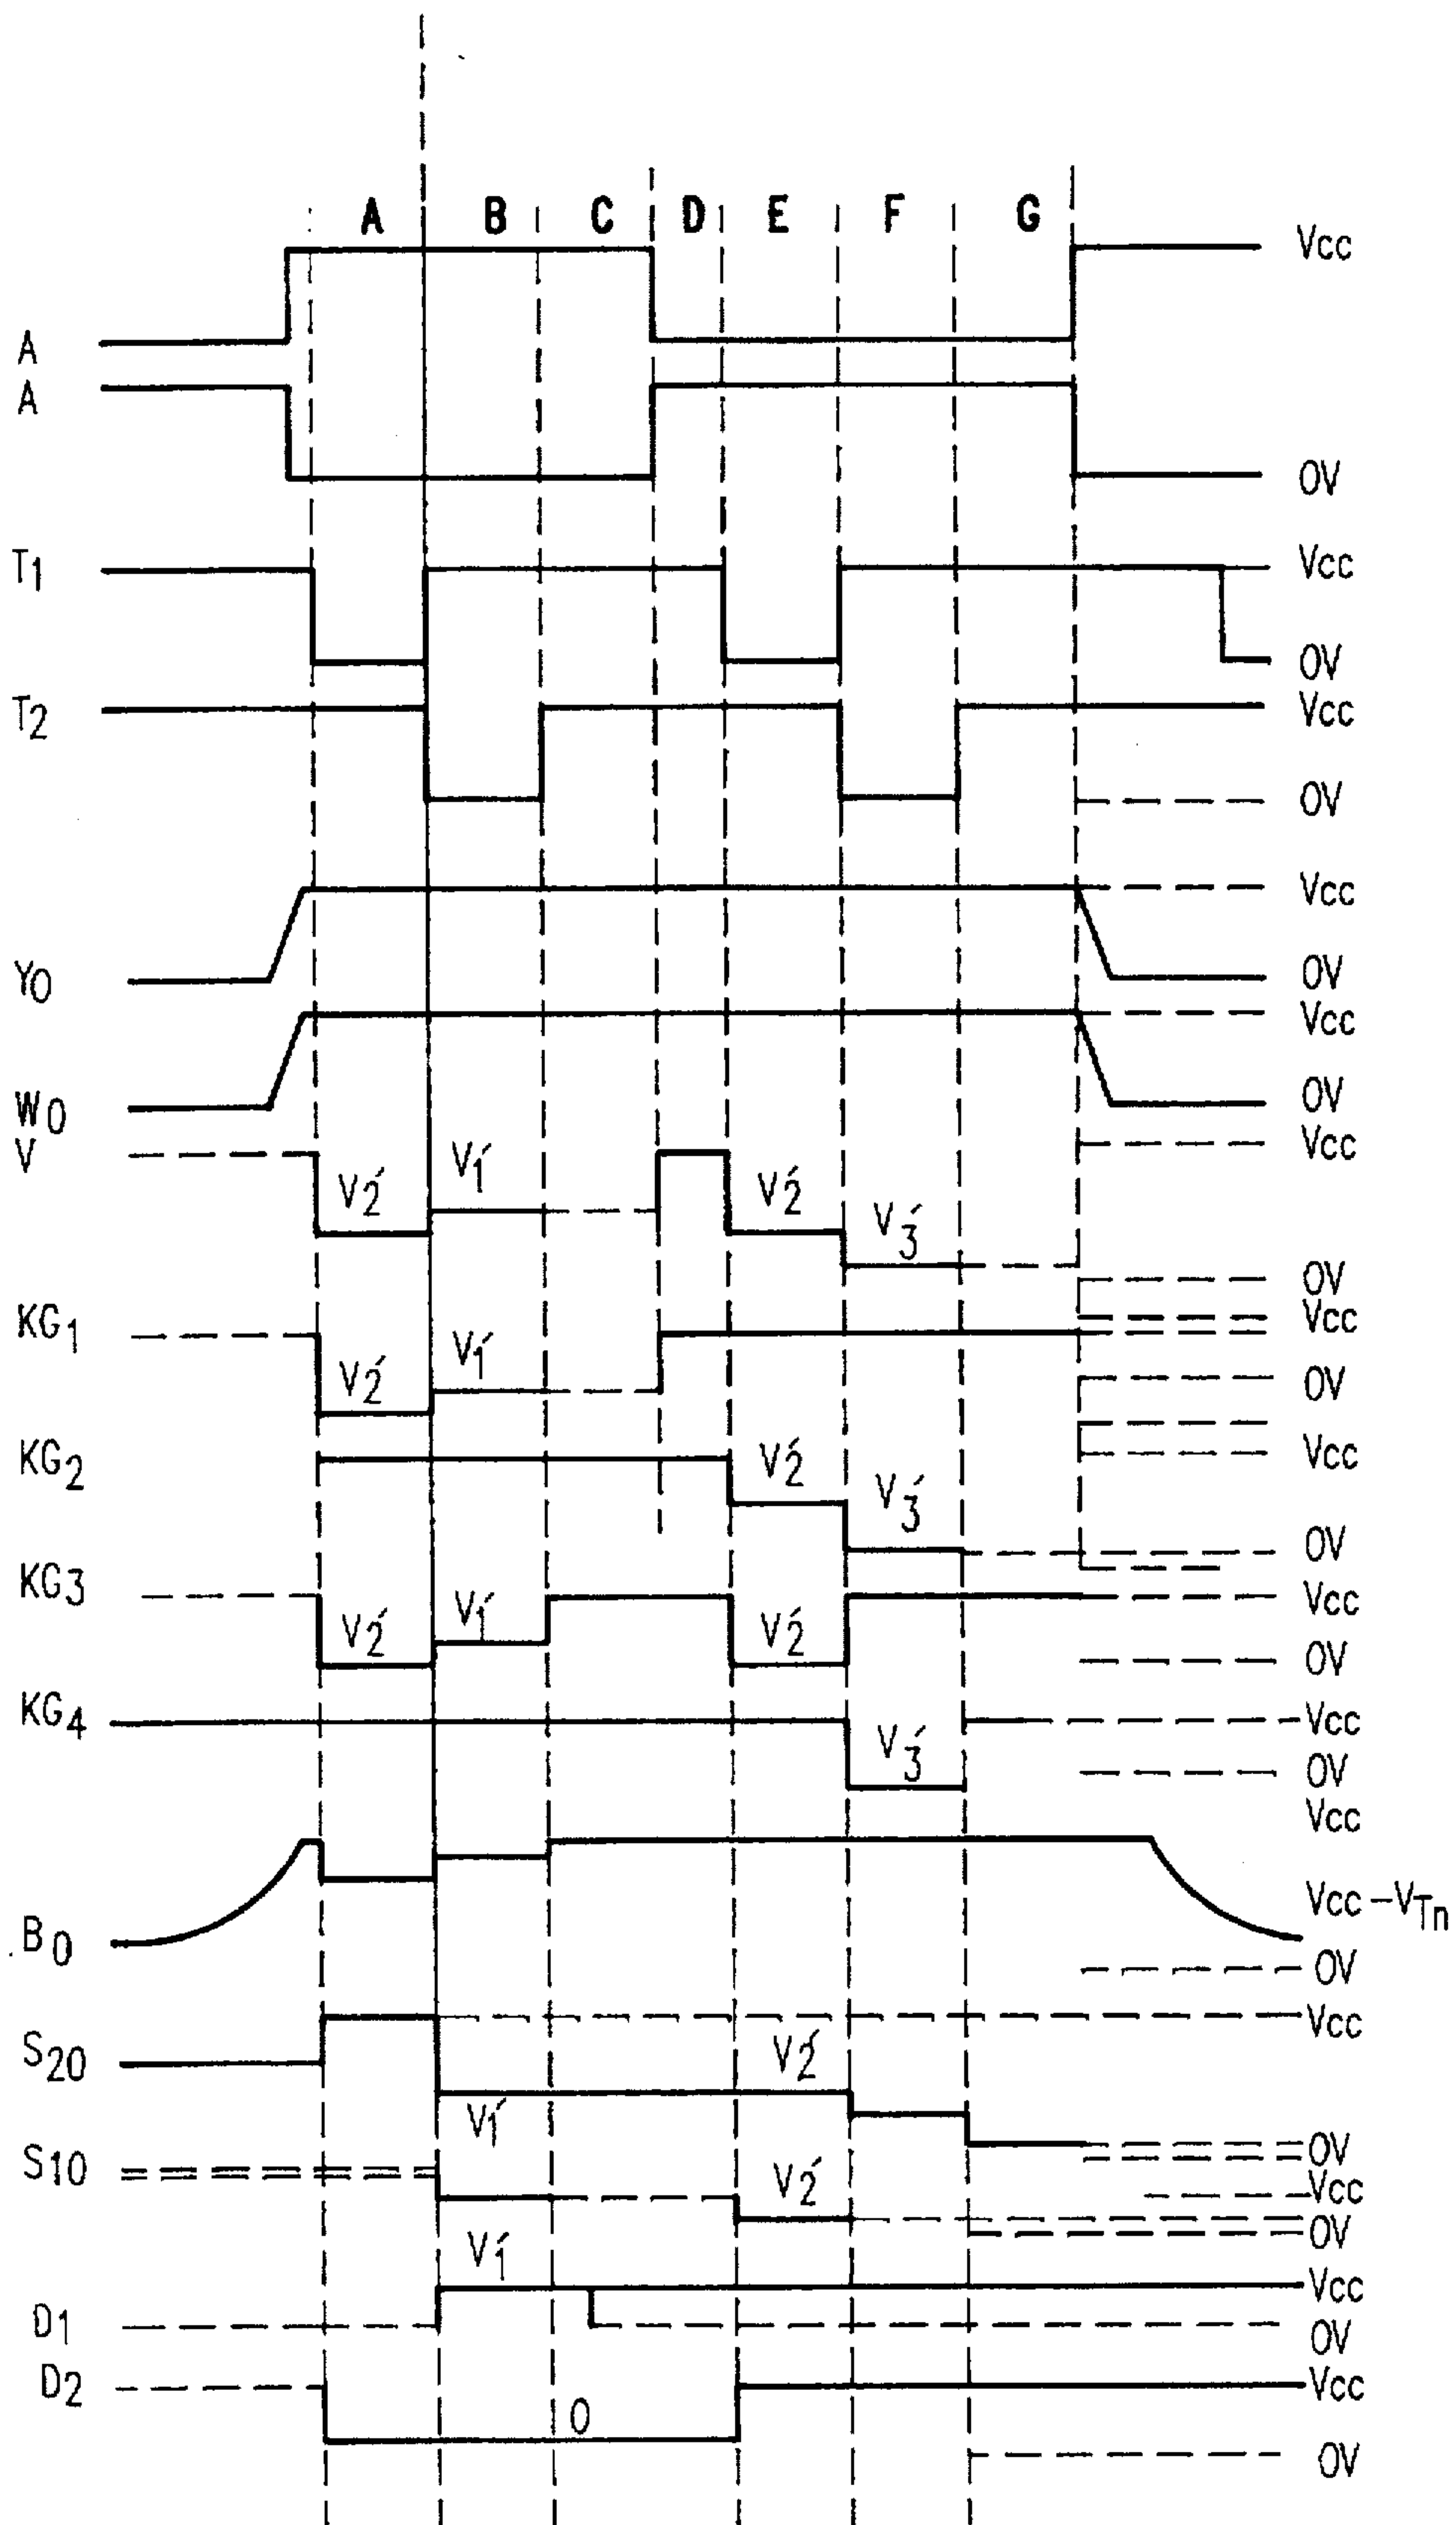 A B C D E F G
Vcc
A
A
0V
T1
Vcc
0V
T2
Vcc
0V
Vcc
Y0
0V
Vcc
W0
0V
V
Vcc
V2' V1' V2' V3'
0V
KG1
Vcc
V2' V1'
0V
KG2
V2'
Vcc
V3'
0V
KG3
Vcc
V2' V1' V2'
0V
KG4
Vcc
V3'
0V
Vcc
B0
Vcc-VTn
0V
S20
Vcc
V2'
V1'
0V
S10
V2'
Vcc
0V
V1'
Vcc
D1
0V
D2
Vcc
0
0V